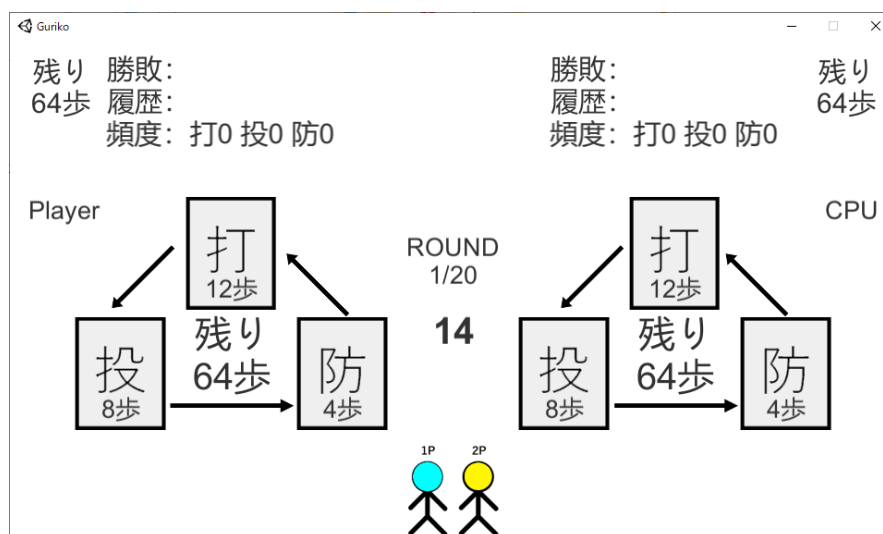 Guriko
残り
64歩
勝敗:
履歴:
頻度: 打0 投0 防0
勝敗:
履歴:
頻度: 打0 投0 防0
残り
64歩
Player
打
12歩
投
8歩
残り
64歩
防
4歩
ROUND
1/20
14
CPU
打
12歩
投
8歩
残り
64歩
防
4歩
1P
2P